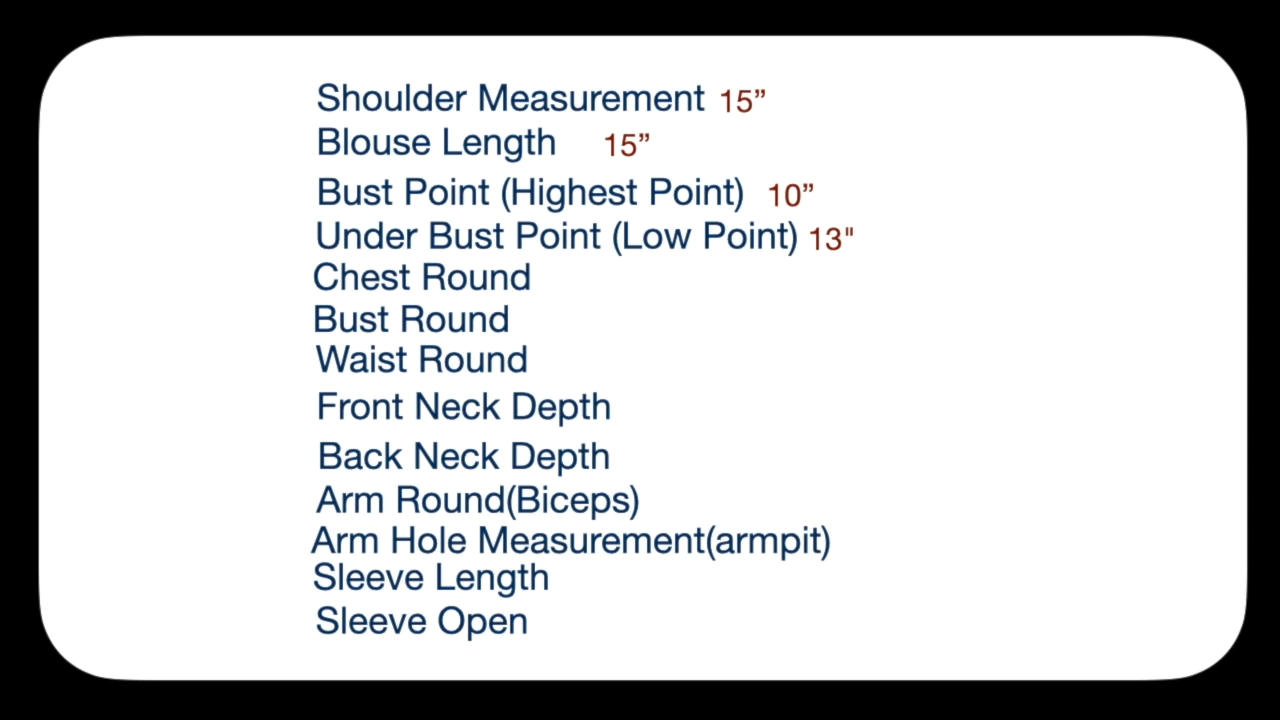 Shoulder Measurement 15”
Blouse Length 15”
Bust Point (Highest Point) 10”
Under Bust Point (Low Point) 13"
Chest Round
Bust Round
Waist Round
Front Neck Depth
Back Neck Depth
Arm Round(Biceps)
Arm Hole Measurement(armpit)
Sleeve Length
Sleeve Open